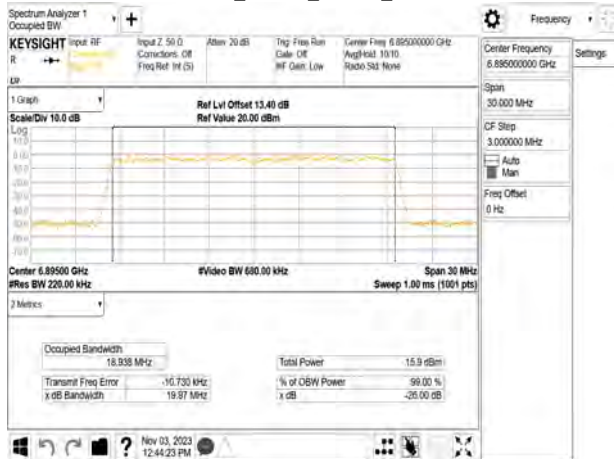 Spectrum Analyzer 1
Occupied BW
+
Frequency
KEYSIGHT
Input: RF
Input Z: 50 Ω
Atten: 20 dB
Trig: Free Run
Center Freq: 6.895000000 GHz
R
Corrections: Off
Gate: Off
Avg|Hold: 10/10
Freq Ref: Int (S)
#IF Gain: Low
Radio Std: None
Center Frequency
6.895000000 GHz
Settings
Span
30.000 MHz
CF Step
3.000000 MHz
Auto
Man
Freq Offset
0 Hz
1 Graph
Ref Lvl Offset 13.40 dB
Scale/Div 10.0 dB
Ref Value 20.00 dBm
Log
Center 6.89500 GHz
#Video BW 680.00 kHz
Span 30 MHz
#Res BW 220.00 kHz
Sweep 1.00 ms (1001 pts)
2 Metrics
Occupied Bandwidth
18.938 MHz
Total Power
15.9 dBm
Transmit Freq Error
-10.730 kHz
% of OBW Power
99.00 %
x dB Bandwidth
19.97 MHz
x dB
-26.00 dB
?
Nov 03, 2023
12:44:23 PM